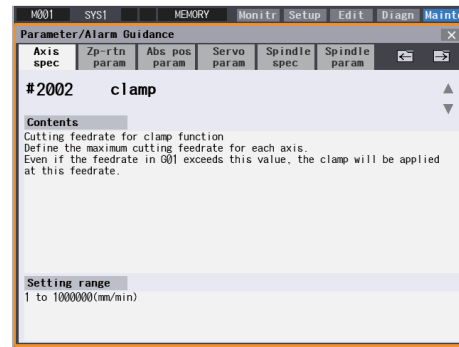 M001 SYS1 MEMORY Monitr Setup Edit Diagn Mainte
Parameter/Alarm Guidance
Axis spec Zp-rtn param Abs pos param Servo param Spindle spec Spindle param
#2002 clamp
Contents
Cutting feedrate for clamp function
Define the maximum cutting feedrate for each axis.
Even if the feedrate in G01 exceeds this value, the clamp will be applied
at this feedrate.
Setting range
1 to 1000000(mm/min)